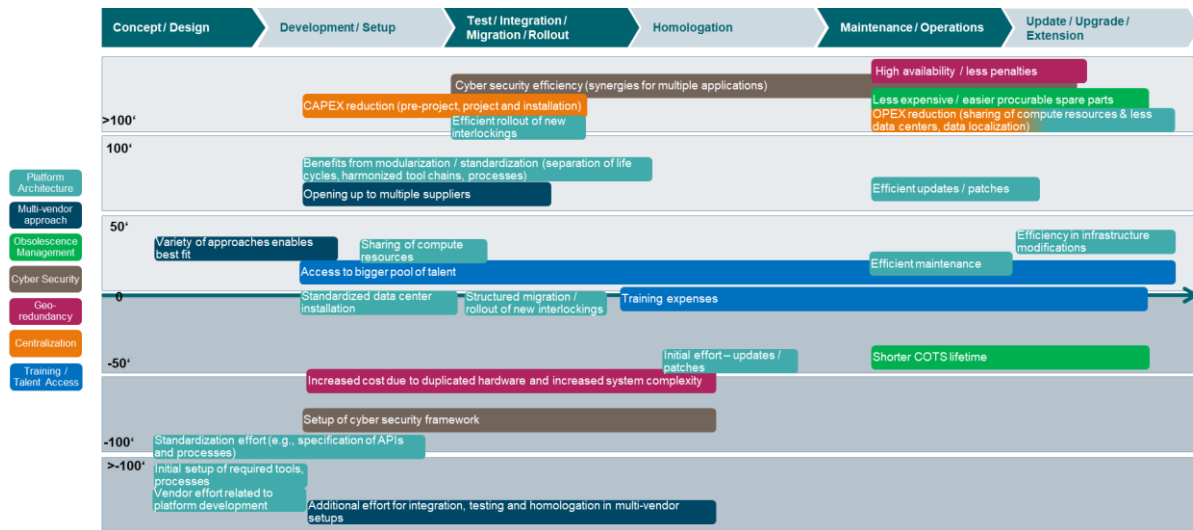 Concept / Design
Development / Setup
Test / Integration /
Migration / Rollout
Homologation
Maintenance / Operations
Update / Upgrade /
Extension
High availability / less penalties
Cyber security efficiency (synergies for multiple applications)
CAPEX reduction (pre-project, project and installation)
Less expensive / easier procurable spare parts
Efficient rollout of new
interlockings
OPEX reduction (sharing of compute resources & less
data centers, data localization)
>100‘
100‘
Benefits from modularization / standardization (separation of life
cycles, harmonized tool chains, processes)
Opening up to multiple suppliers
Efficient updates / patches
50‘
Variety of approaches enables
best fit
Sharing of compute
resources
Efficiency in infrastructure
modifications
Efficient maintenance
Access to bigger pool of talent
0
Standardized data center
installation
Structured migration /
rollout of new interlockings
Training expenses
-50‘
Initial effort – updates /
patches
Shorter COTS lifetime
Increased cost due to duplicated hardware and increased system complexity
Setup of cyber security framework
-100‘
Standardization effort (e.g., specification of APIs
and processes)
>-100‘
Initial setup of required tools,
processes
Vendor effort related to
platform development
Additional effort for integration, testing and homologation in multi-vendor
setups
Platform
Architecture
Multi-vendor
approach
Obsolescence
Management
Cyber Security
Geo-
redundancy
Centralization
Training /
Talent Access